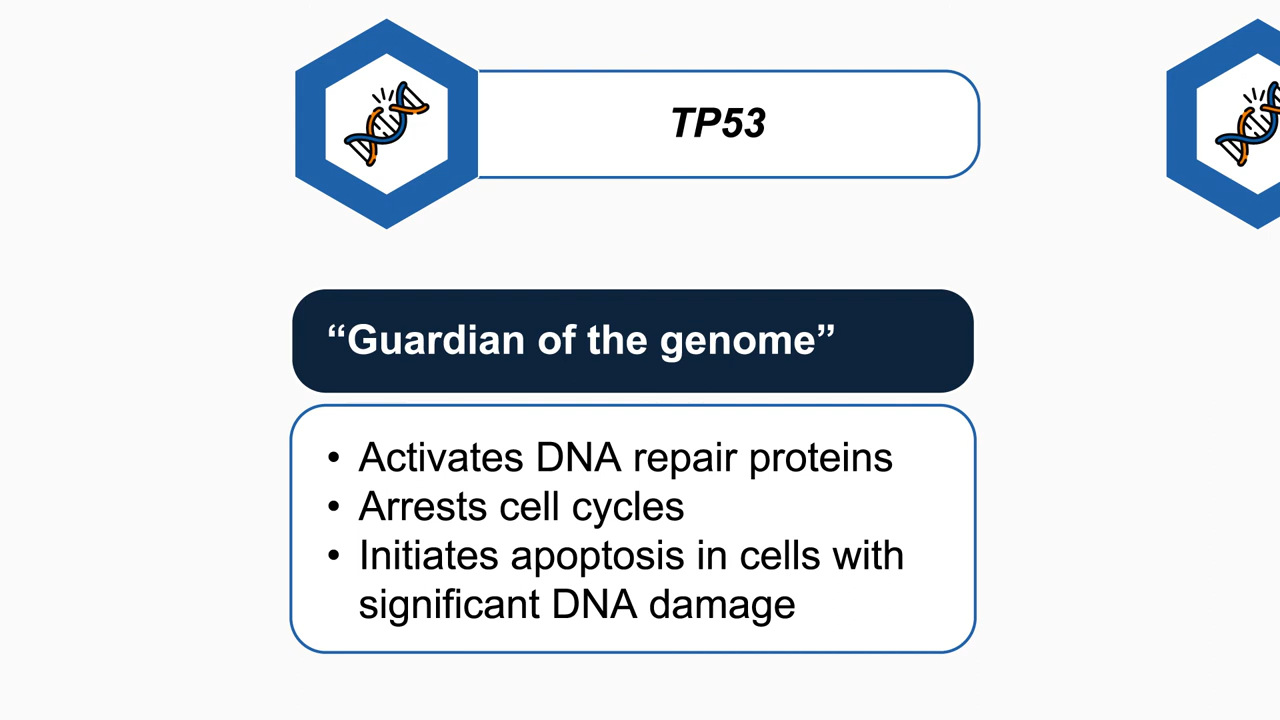 TP53
“Guardian of the genome”
• Activates DNA repair proteins
• Arrests cell cycles
• Initiates apoptosis in cells with
significant DNA damage